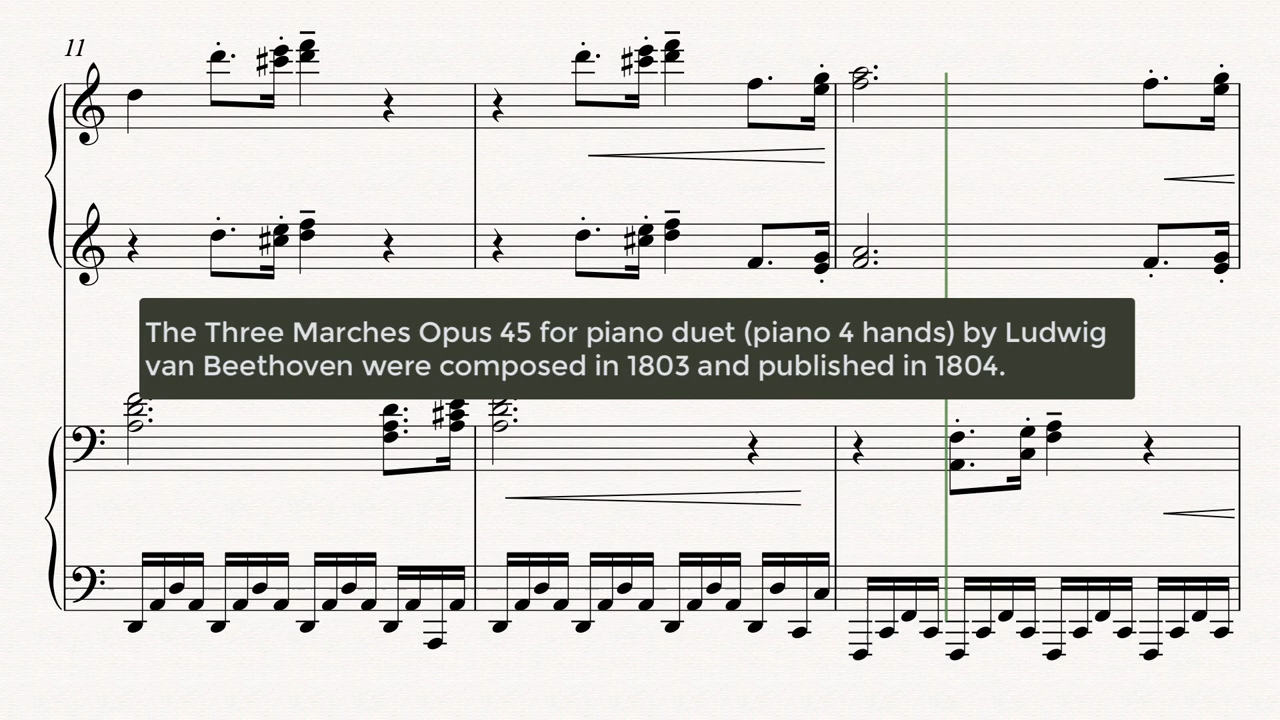 11
The Three Marches Opus 45 for piano duet (piano 4 hands) by Ludwig
van Beethoven were composed in 1803 and published in 1804.